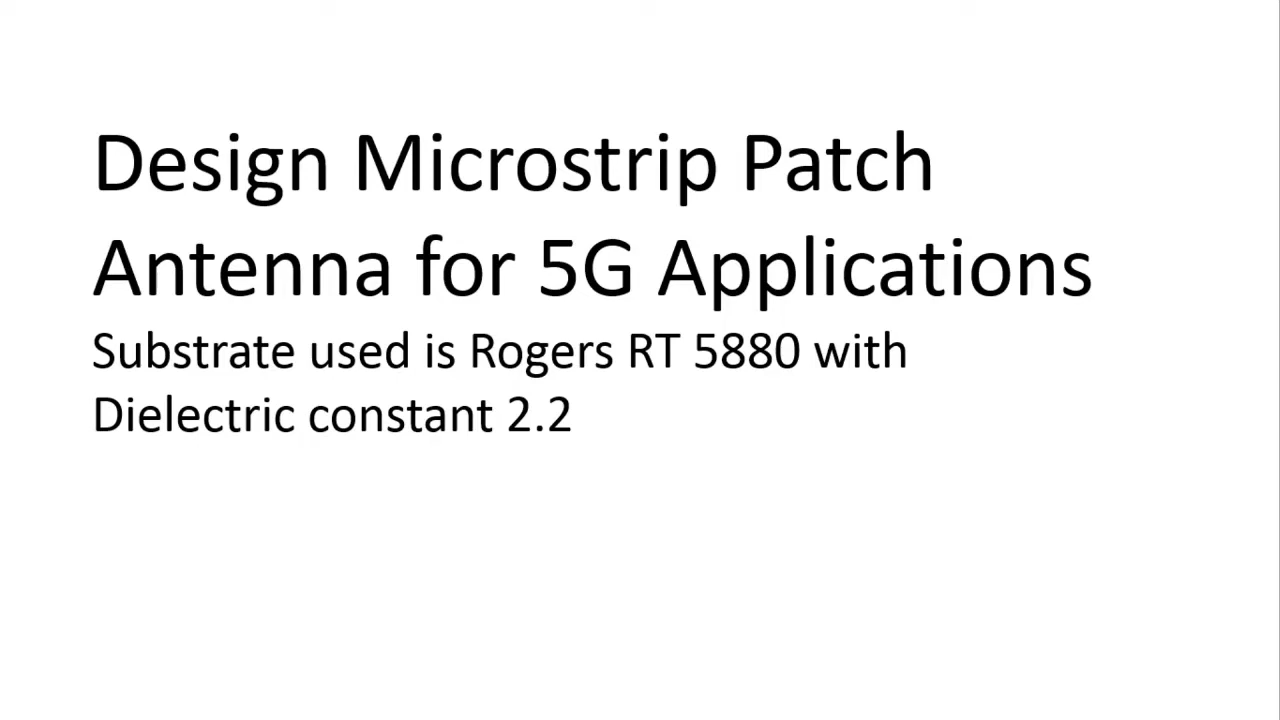 Design Microstrip Patch
Antenna for 5G Applications
Substrate used is Rogers RT 5880 with
Dielectric constant 2.2